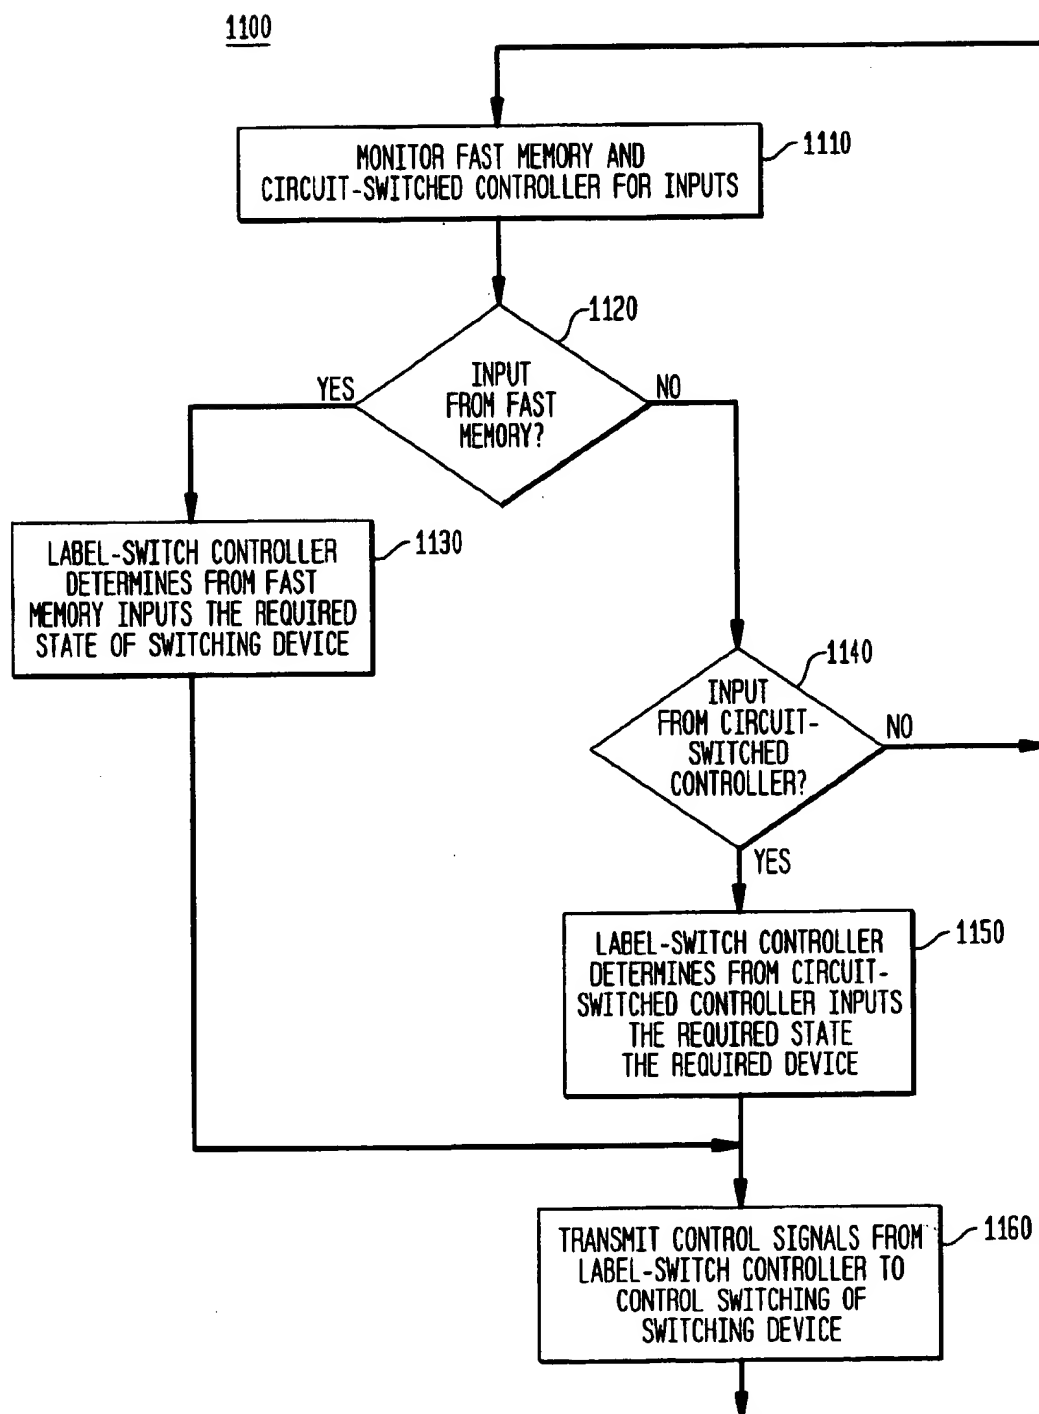 1100
MONITOR FAST MEMORY AND
CIRCUIT-SWITCHED CONTROLLER FOR INPUTS
1110
1120
INPUT
FROM FAST
MEMORY?
YES
NO
LABEL-SWITCH CONTROLLER
DETERMINES FROM FAST
MEMORY INPUTS THE REQUIRED
STATE OF SWITCHING DEVICE
1130
1140
INPUT
FROM CIRCUIT-
SWITCHED
CONTROLLER?
NO
YES
LABEL-SWITCH CONTROLLER
DETERMINES FROM CIRCUIT-
SWITCHED CONTROLLER INPUTS
THE REQUIRED STATE
THE REQUIRED DEVICE
1150
TRANSMIT CONTROL SIGNALS FROM
LABEL-SWITCH CONTROLLER TO
CONTROL SWITCHING OF
SWITCHING DEVICE
1160